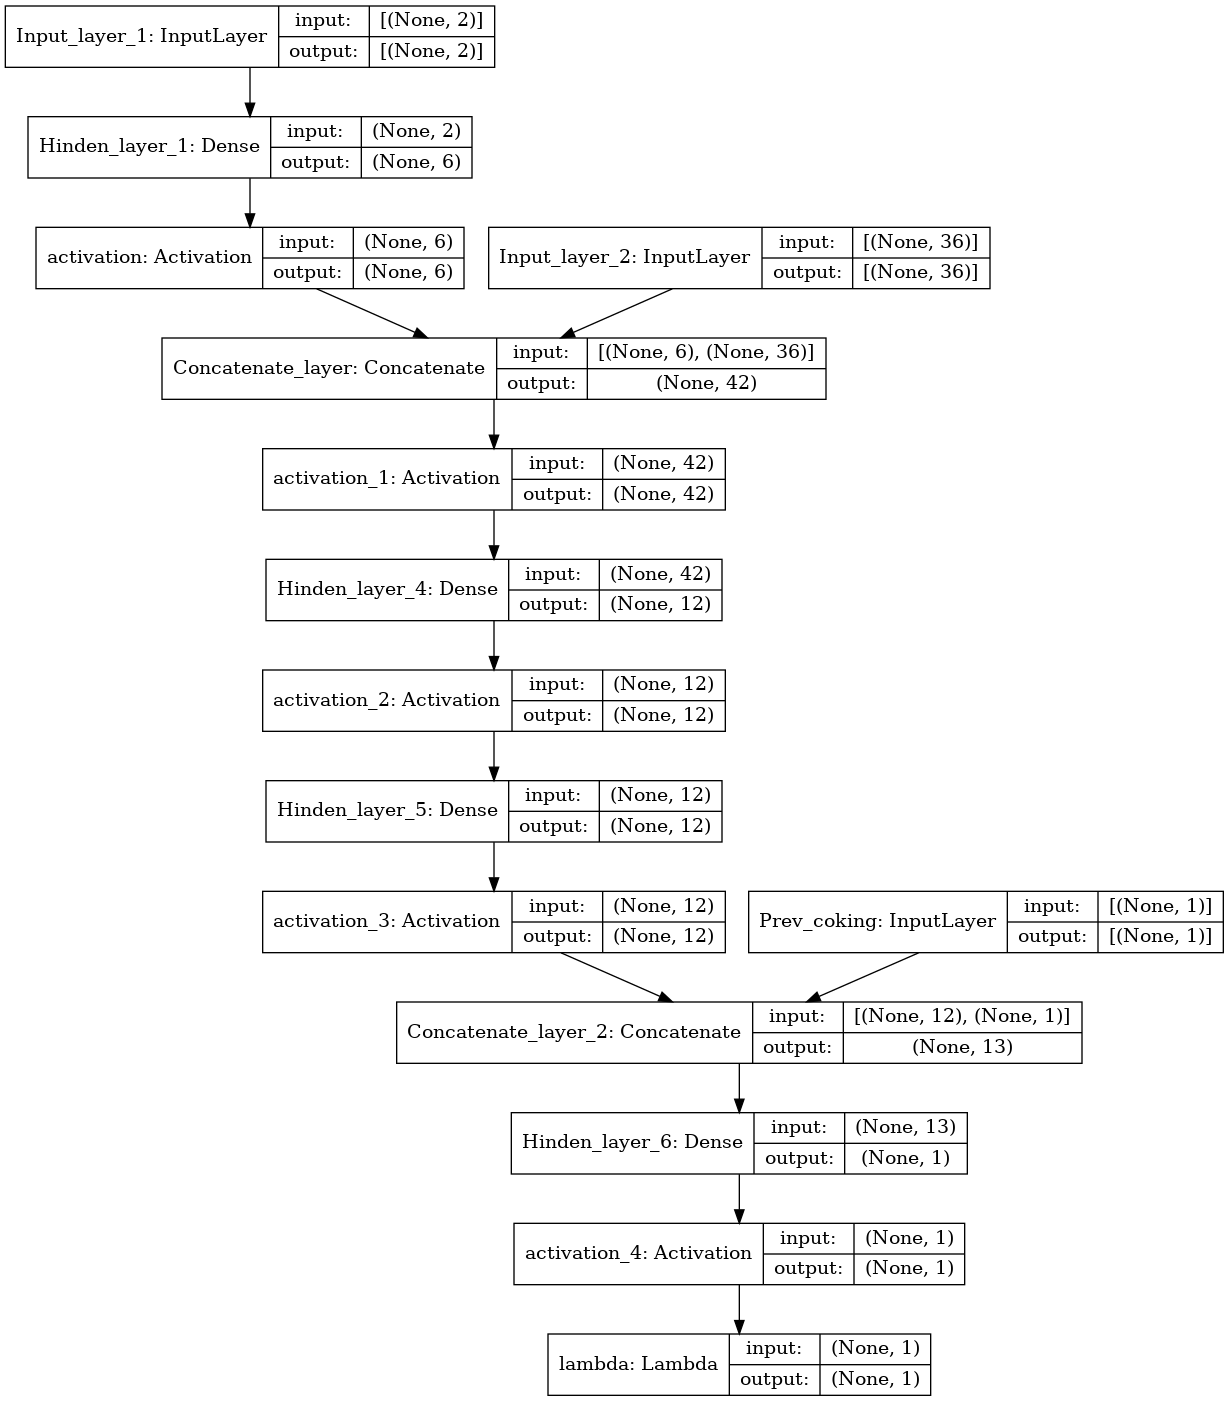 Input_layer_1: InputLayer
input:
[(None, 2)]
output:
[(None, 2)]
Hinden_layer_1: Dense
input:
(None, 2)
output:
(None, 6)
activation: Activation
input:
(None, 6)
output:
(None, 6)
Input_layer_2: InputLayer
input:
[(None, 36)]
output:
[(None, 36)]
Concatenate_layer: Concatenate
input:
[(None, 6), (None, 36)]
output:
(None, 42)
activation_1: Activation
input:
(None, 42)
output:
(None, 42)
Hinden_layer_4: Dense
input:
(None, 42)
output:
(None, 12)
activation_2: Activation
input:
(None, 12)
output:
(None, 12)
Hinden_layer_5: Dense
input:
(None, 12)
output:
(None, 12)
activation_3: Activation
input:
(None, 12)
output:
(None, 12)
Prev_coking: InputLayer
input:
[(None, 1)]
output:
[(None, 1)]
Concatenate_layer_2: Concatenate
input:
[(None, 12), (None, 1)]
output:
(None, 13)
Hinden_layer_6: Dense
input:
(None, 13)
output:
(None, 1)
activation_4: Activation
input:
(None, 1)
output:
(None, 1)
lambda: Lambda
input:
(None, 1)
output:
(None, 1)